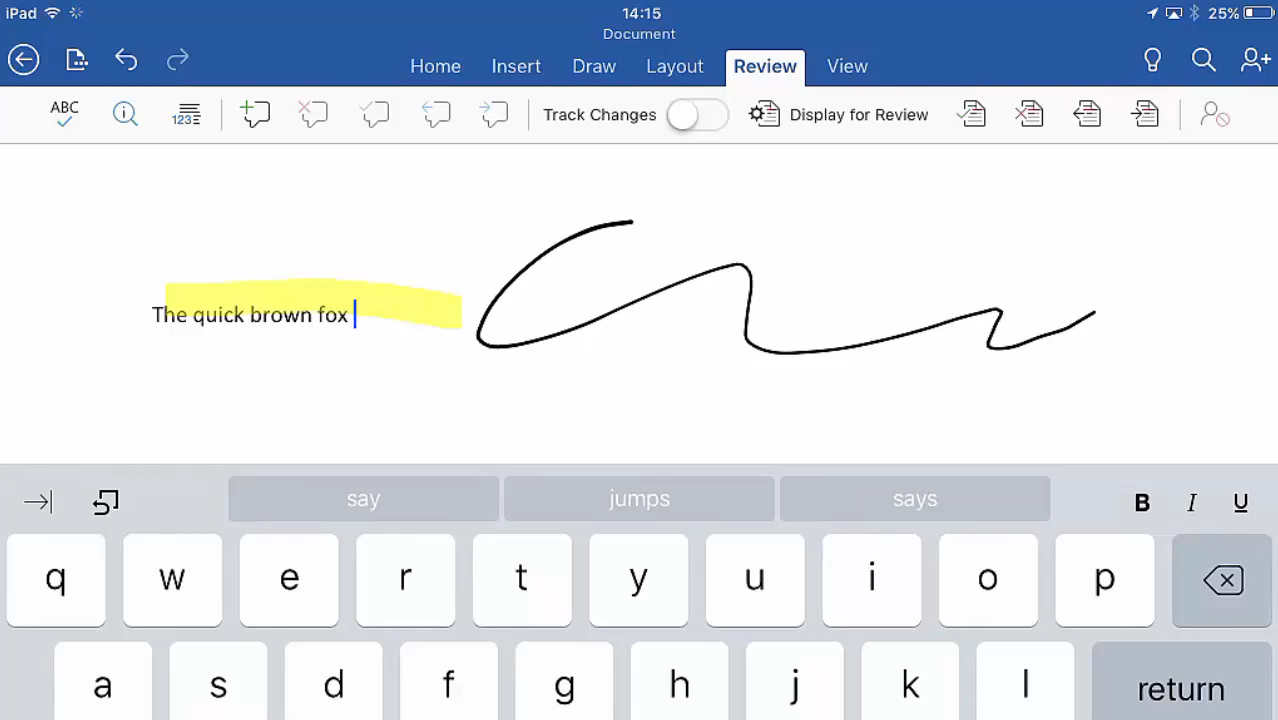 iPad 14:15 25%
Document
Home Insert Draw Layout Review View
ABC 123 Track Changes Display for Review
The quick brown fox
say jumps says B I U
q w e r t y u i o p
a s d f g h j k l return